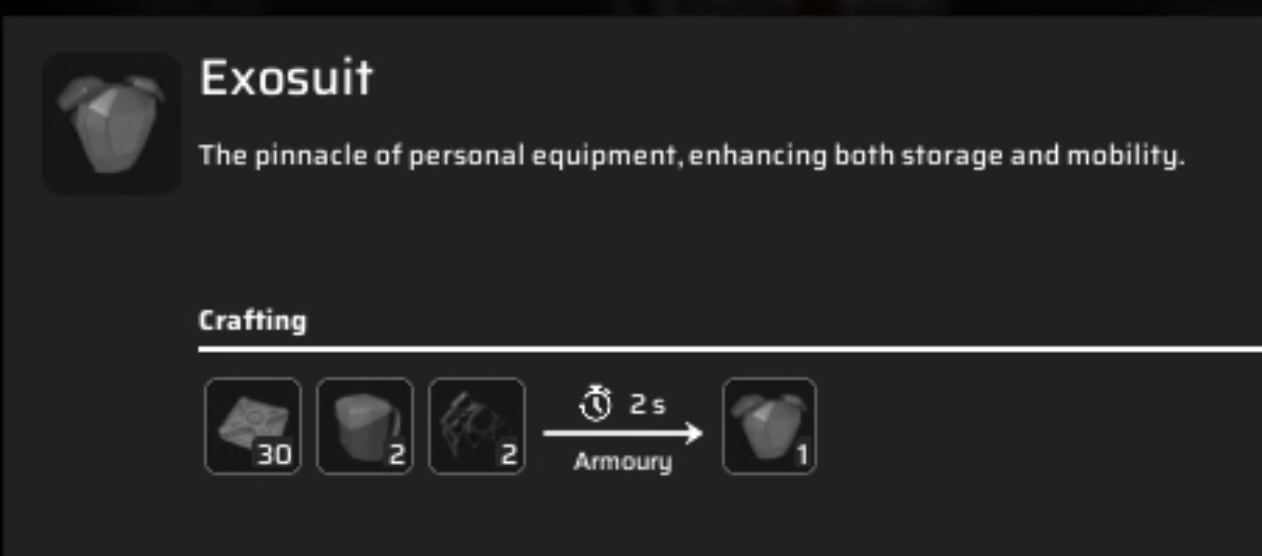 Exosuit
The pinnacle of personal equipment, enhancing both storage and mobility.
Crafting
30 2 2 2 s 1
Armoury